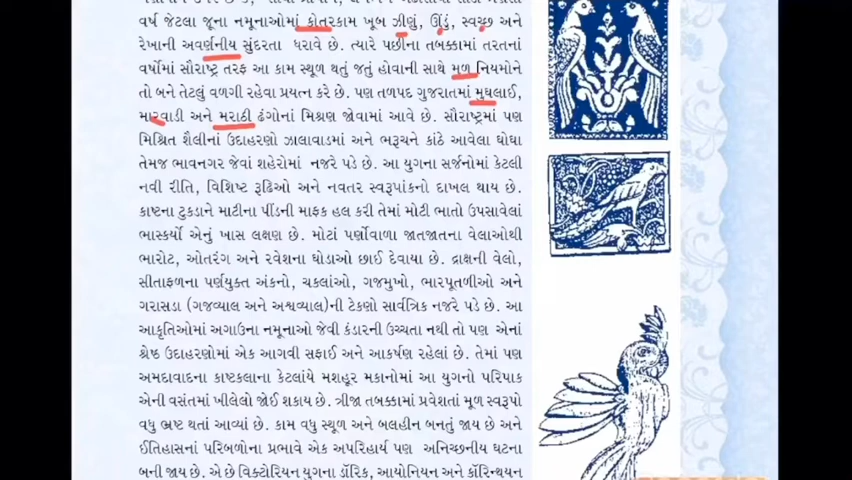 વર્ષ જેટલા જૂના નમૂનાઓમાં કોતરકામ ખૂબ ઝીણું, ઊંડું, સ્વચ્છ અને
રેખાની અવર્ણનીય સુંદરતા ધરાવે છે. ત્યાર પછીના તબક્કામાં તરતનાં
વર્ષોમાં સૌરાષ્ટ્ર તરફ આ કામ સ્થૂળ થતું જતું હોવાની સાથે મૂળ નિયમોને
તો બને તેટલું વળગી રહેવા પ્રયત્ન કરે છે. પણ તળપદ ગુજરાતમાં મુઘલાઈ,
મારવાડી અને મરાઠી ઢંગોનાં મિશ્રણ જોવામાં આવે છે. સૌરાષ્ટ્રમાં પણ
મિશ્રિત શૈલીનાં ઉદાહરણો ઝાલાવાડમાં અને ભરૂચને કાંઠે આવેલા ઘોઘા
તેમજ ભાવનગર જેવાં શહેરોમાં નજરે પડે છે. આ યુગના સર્જનોમાં કેટલી
નવી રીતિ, વિશિષ્ટ રૂઢિઓ અને નવતર સ્વરૂપાંકનો દાખલ થાય છે.
કાષ્ટના ટુકડાને માટીના પીંડની માફક હલ કરી તેમાં મોટી ભાતો ઉપસાવેલાં
ભાસ્કર્યો એનું ખાસ લક્ષણ છે. મોટાં પર્ણોવાળા જાતજાતના વેલાઓથી
ભારોટ, ઓતરંગ અને રવેશના ઘોડાઓ છાઈ દેવાયા છે. દ્રાક્ષની વેલો,
સીતાફળના પર્ણયુક્ત અંકનો, ચકલાંઓ, ગજમુખો, ભારપૂતળીઓ અને
ગરાસડા (ગજવ્યાલ અને અશ્વવ્યાલ)ની ટેકણો સાર્વત્રિક નજરે પડે છે. આ
આકૃતિઓમાં અગાઉના નમૂનાઓ જેવી કંડારની ઉચ્ચતા નથી તો પણ એનાં
શ્રેષ્ઠ ઉદાહરણોમાં એક આગવી સફાઈ અને આકર્ષણ રહેલાં છે. તેમાં પણ
અમદાવાદના કાષ્ટકલાના કેટલાંયે મશહૂર મકાનોમાં આ યુગનો પરિપાક
એની વસંતમાં ખીલેલો જોઈ શકાય છે. ત્રીજા તબક્કામાં પ્રવેશતાં મૂળ સ્વરૂપો
વધુ ભ્રષ્ટ થતાં આવ્યાં છે. કામ વધુ સ્થૂળ અને બલહીન બનતું જાય છે અને
ઈતિહાસનાં પરિબળોના પ્રભાવે એક અપરિહાર્ય પણ અનિચ્છનીય ઘટના
બની જાય છે. એ છે વિક્ટોરિયન યુગના ડૉરિક, આયોનિયન અને કૉરિન્થયન